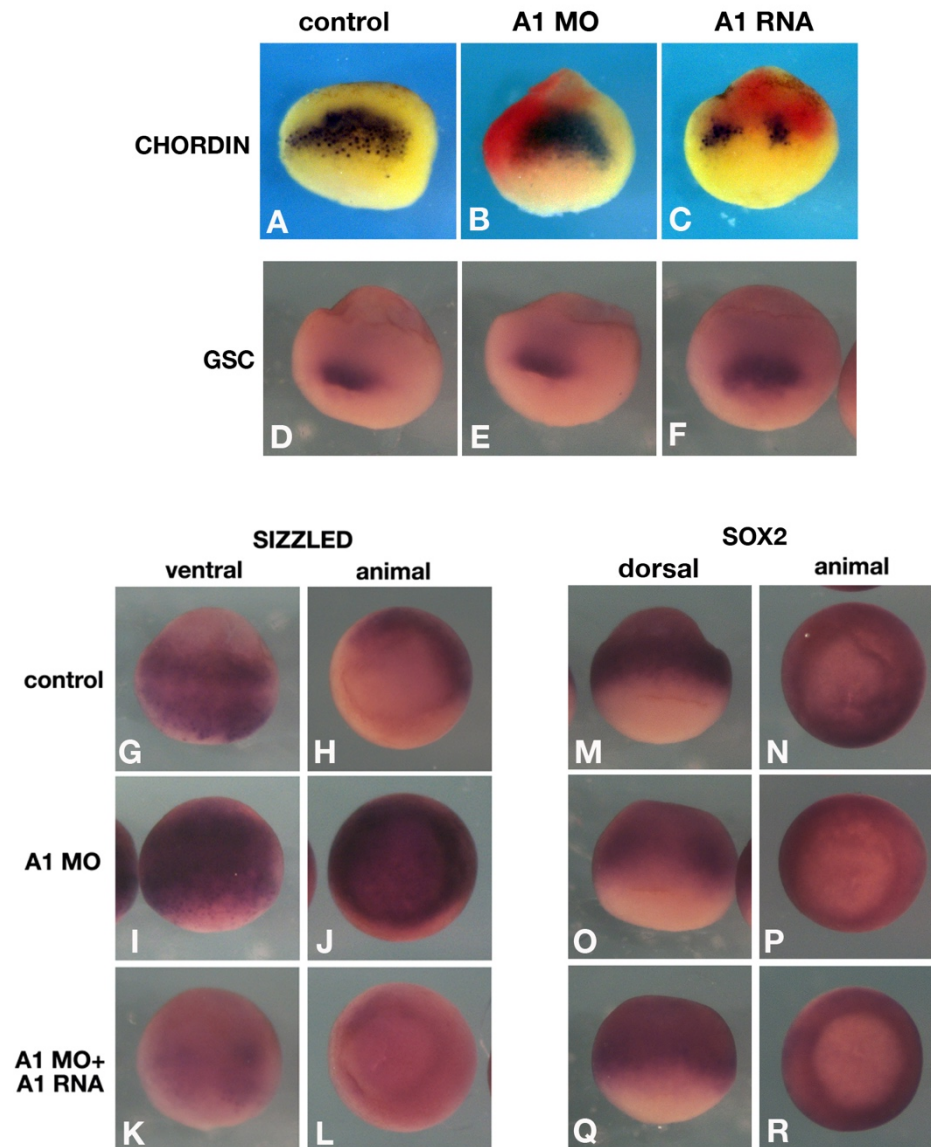 control A1 MO A1 RNA
CHORDIN
A B C
GSC
D E F
SIZZLED SOX2
ventral animal dorsal animal
control
G H M N
A1 MO
I J O P
A1 MO+
A1 RNA
K L Q R